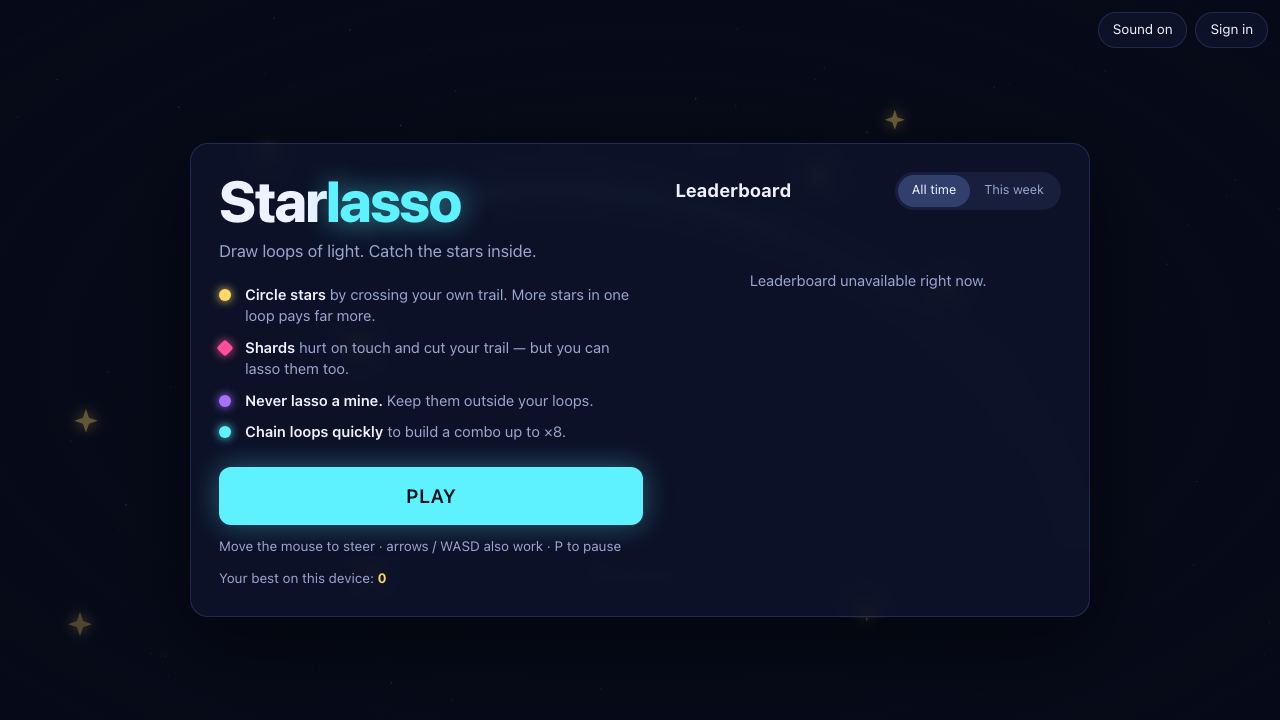 Sound on
Sign in
Starlasso
Draw loops of light. Catch the stars inside.
Circle stars by crossing your own trail. More stars in one
loop pays far more.
Shards hurt on touch and cut your trail — but you can
lasso them too.
Never lasso a mine. Keep them outside your loops.
Chain loops quickly to build a combo up to ×8.
PLAY
Move the mouse to steer · arrows / WASD also work · P to pause
Your best on this device: 0
Leaderboard
All time
This week
Leaderboard unavailable right now.